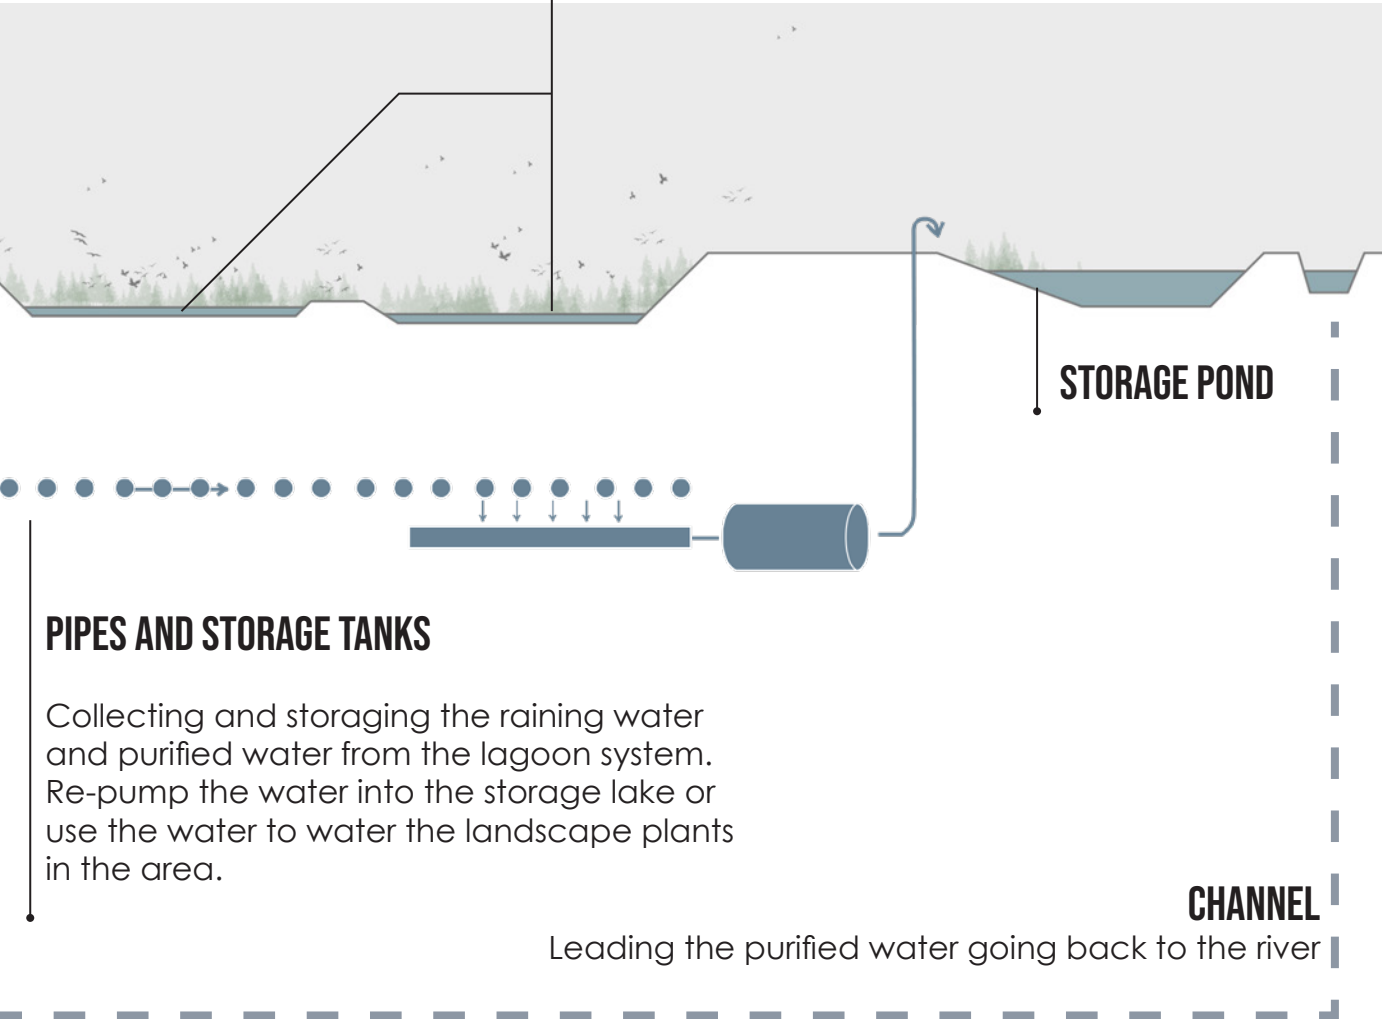 STORAGE POND
PIPES AND STORAGE TANKS
Collecting and storaging the raining water
and purified water from the lagoon system.
Re-pump the water into the storage lake or
use the water to water the landscape plants
in the area.
CHANNEL
Leading the purified water going back to the river